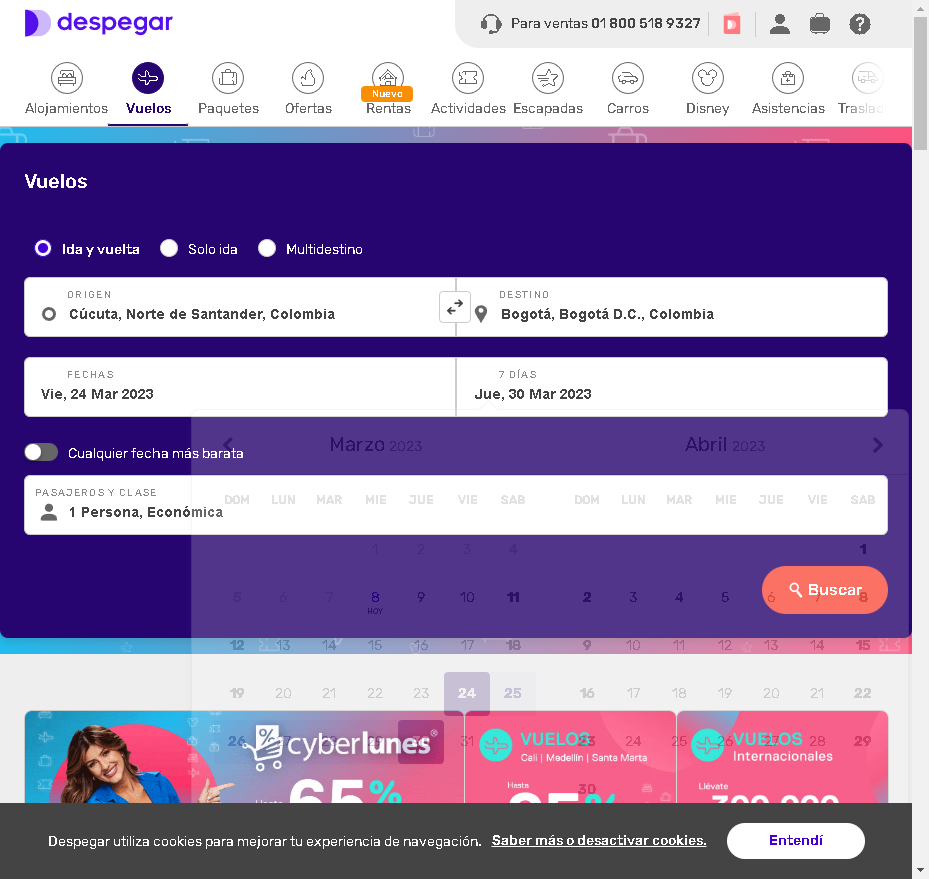 despegar
Para ventas 01 800 518 9327
Alojamientos
Vuelos
Paquetes
Ofertas
Nuevo
Rentas
Actividades
Escapadas
Carros
Disney
Asistencias
Traslad
Vuelos
Ida y vuelta
Solo ida
Multidestino
ORIGEN
Cúcuta, Norte de Santander, Colombia
DESTINO
Bogotá, Bogotá D.C., Colombia
FECHAS
Vie, 24 Mar 2023
7 DÍAS
Jue, 30 Mar 2023
Marzo 2023
Abril 2023
Cualquier fecha más barata
PASAJEROS Y CLASE
1 Persona, Económica
DOM LUN MAR MIE JUE VIE SAB
DOM LUN MAR MIE JUE VIE SAB
1 2 3 4
1
5 6 7 8 9 10 11
HOY
2 3 4 5 6 7 8
Buscar
12 13 14 15 16 17 18
9 10 11 12 13 14 15
19 20 21 22 23 24 25
16 17 18 19 20 21 22
26 27 28 29 30 31
23 24 25 26 27 28 29
30
cyberlunes®
Hasta
65%
VUELOS
Cali | Medellín | Santa Marta
Hasta
VUELOS
Internacionales
Llévate
Despegar utiliza cookies para mejorar tu experiencia de navegación. Saber más o desactivar cookies.
Entendí